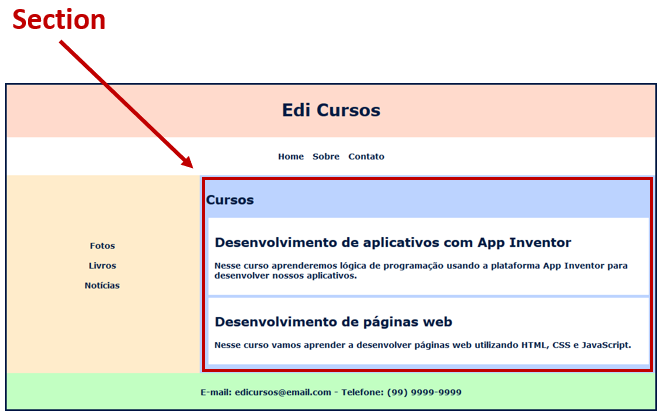 Section
Edi Cursos
Home Sobre Contato
Fotos
Livros
Notícias
Cursos
Desenvolvimento de aplicativos com App Inventor
Nesse curso aprenderemos lógica de programação usando a plataforma App Inventor para
desenvolver nossos aplicativos.
Desenvolvimento de páginas web
Nesse curso vamos aprender a desenvolver páginas web utilizando HTML, CSS e JavaScript.
E-mail: edicursos@email.com - Telefone: (99) 9999-9999